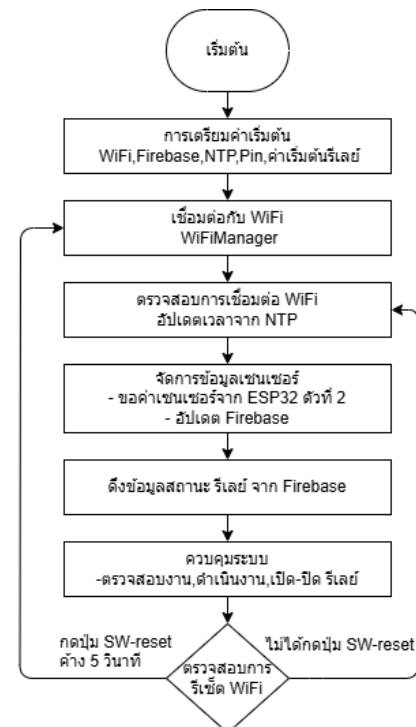 เริ่มต้น
การเตรียมค่าเริ่มต้น
WiFi,Firebase,NTP,Pin,ค่าเริ่มต้นรีเลย์
เชื่อมต่อกับ WiFi
WiFiManager
ตรวจสอบการเชื่อมต่อ WiFi
อัปเดตเวลาจาก NTP
จัดการข้อมูลเซนเซอร์
- ขอค่าเซนเซอร์จาก ESP32 ตัวที่ 2
- อัปเดต Firebase
ดึงข้อมูลสถานะ รีเลย์ จาก Firebase
ควบคุมระบบ
-ตรวจสอบงาน,ดำเนินงาน,เปิด-ปิด รีเลย์
กดปุ่ม SW-reset
ค้าง 5 วินาที
ไม่ได้กดปุ่ม SW-reset
ตรวจสอบการ
รีเซ็ต WiFi